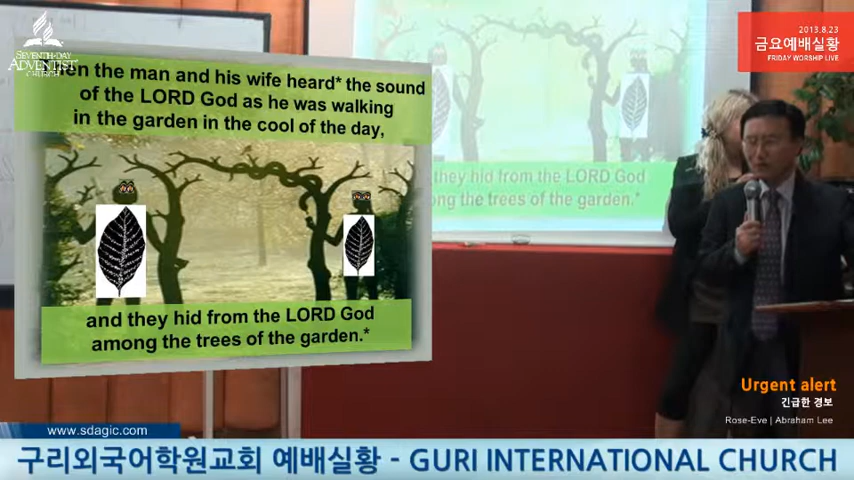 SEVENTH-DAY
ADVENTIST
CHURCH
2013.8.23
금요예배실황
FRIDAY WORSHIP LIVE
the man and his wife heard* the sound
of the LORD God as he was walking
in the garden in the cool of the day,
and they hid from the LORD God
among the trees of the garden.*
they hid from the LORD God
the trees of the garden.*
Urgent alert
긴급한 경보
Rose-Eve | Abraham Lee
www.sdagic.com
구리외국어학원교회 예배실황 - GURI INTERNATIONAL CHURCH